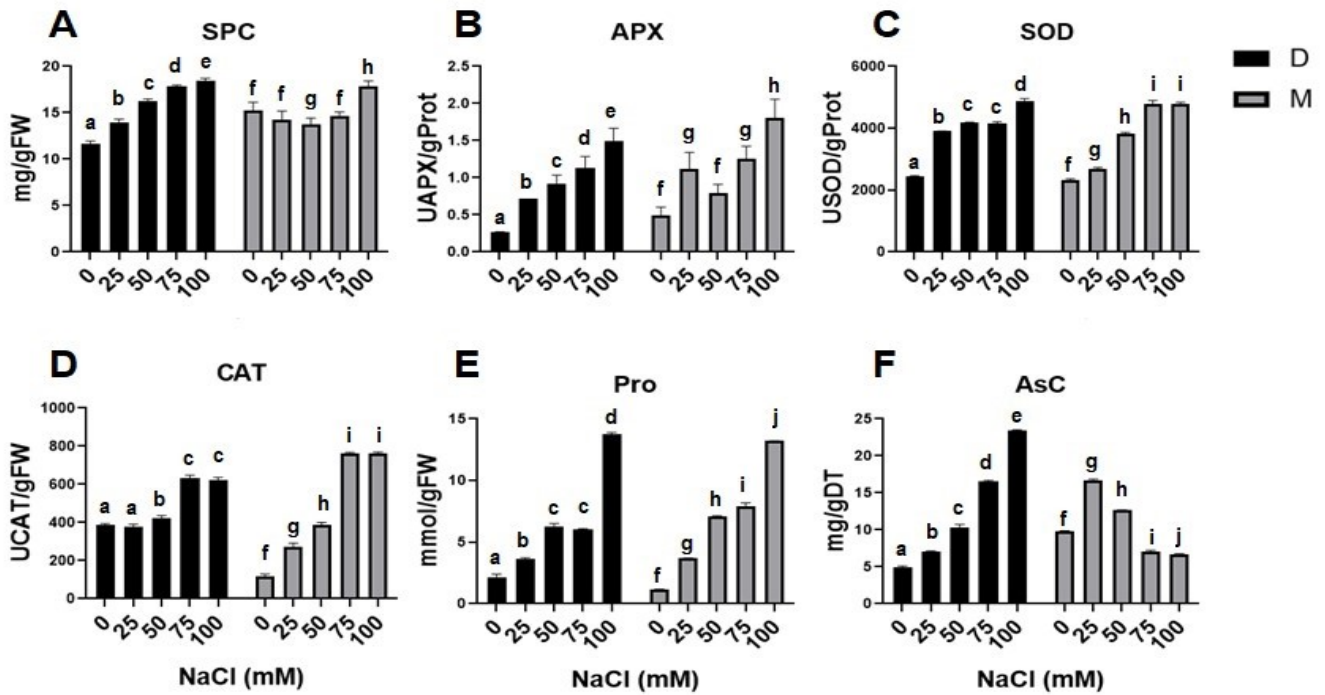 A
SPC
mg/gFW
20
15
10
5
0
a
b
c
d
e
f
f
g
f
h
0 25 50 75 100 0 25 50 75 100
B
APX
UAPX/gProt
2.5
2.0
1.5
1.0
0.5
0.0
a
b
c
d
e
f
g
f
g
h
0 25 50 75 100 0 25 50 75 100
C
SOD
USOD/gProt
6000
4000
2000
0
a
b
c
c
d
f
g
h
i
i
0 25 50 75 100 0 25 50 75 100
D
M
D
CAT
UCAT/gFW
1000
800
600
400
200
0
a
a
b
c
c
f
g
h
i
i
0 25 50 75 100 0 25 50 75 100
NaCl (mM)
E
Pro
mmol/gFW
15
10
5
0
a
b
c
c
d
f
g
h
i
j
0 25 50 75 100 0 25 50 75 100
NaCl (mM)
F
AsC
mg/gDT
25
20
15
10
5
0
a
b
c
d
e
f
g
h
i
j
0 25 50 75 100 0 25 50 75 100
NaCl (mM)